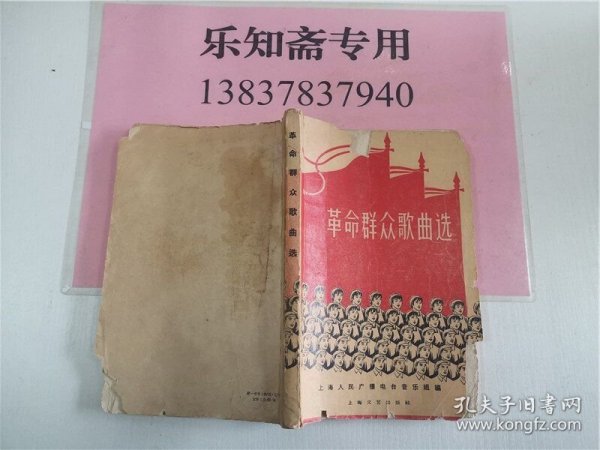 乐知斋专用
13837837940
革命群众歌曲选
革命群众歌曲选
上海人民广播电台音乐组编
上海文艺出版社
孔夫子旧书网
www.kongfz.com